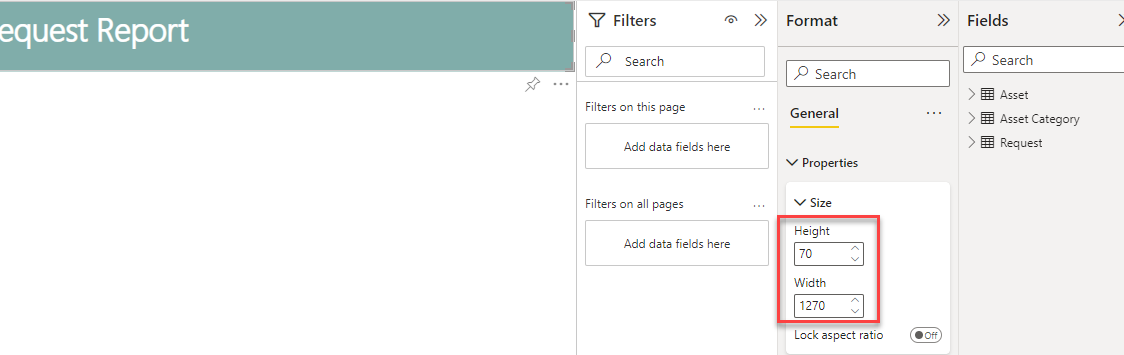 equest Report
Filters
Search
Filters on this page
...
Add data fields here
Filters on all pages
...
Add data fields here
Format
Search
General
...
Properties
Size
Height
70
Width
1270
Lock aspect ratio
Off
Fields
Search
Asset
Asset Category
Request